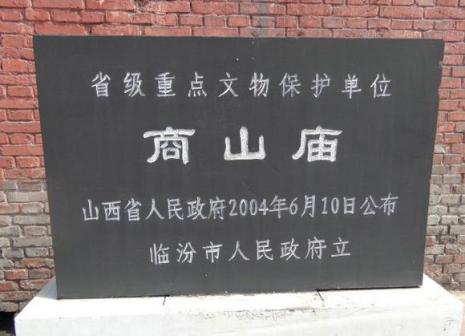 省级重点文物保护单位
商山庙
山西省人民政府2004年6月10日公布
临汾市人民政府立